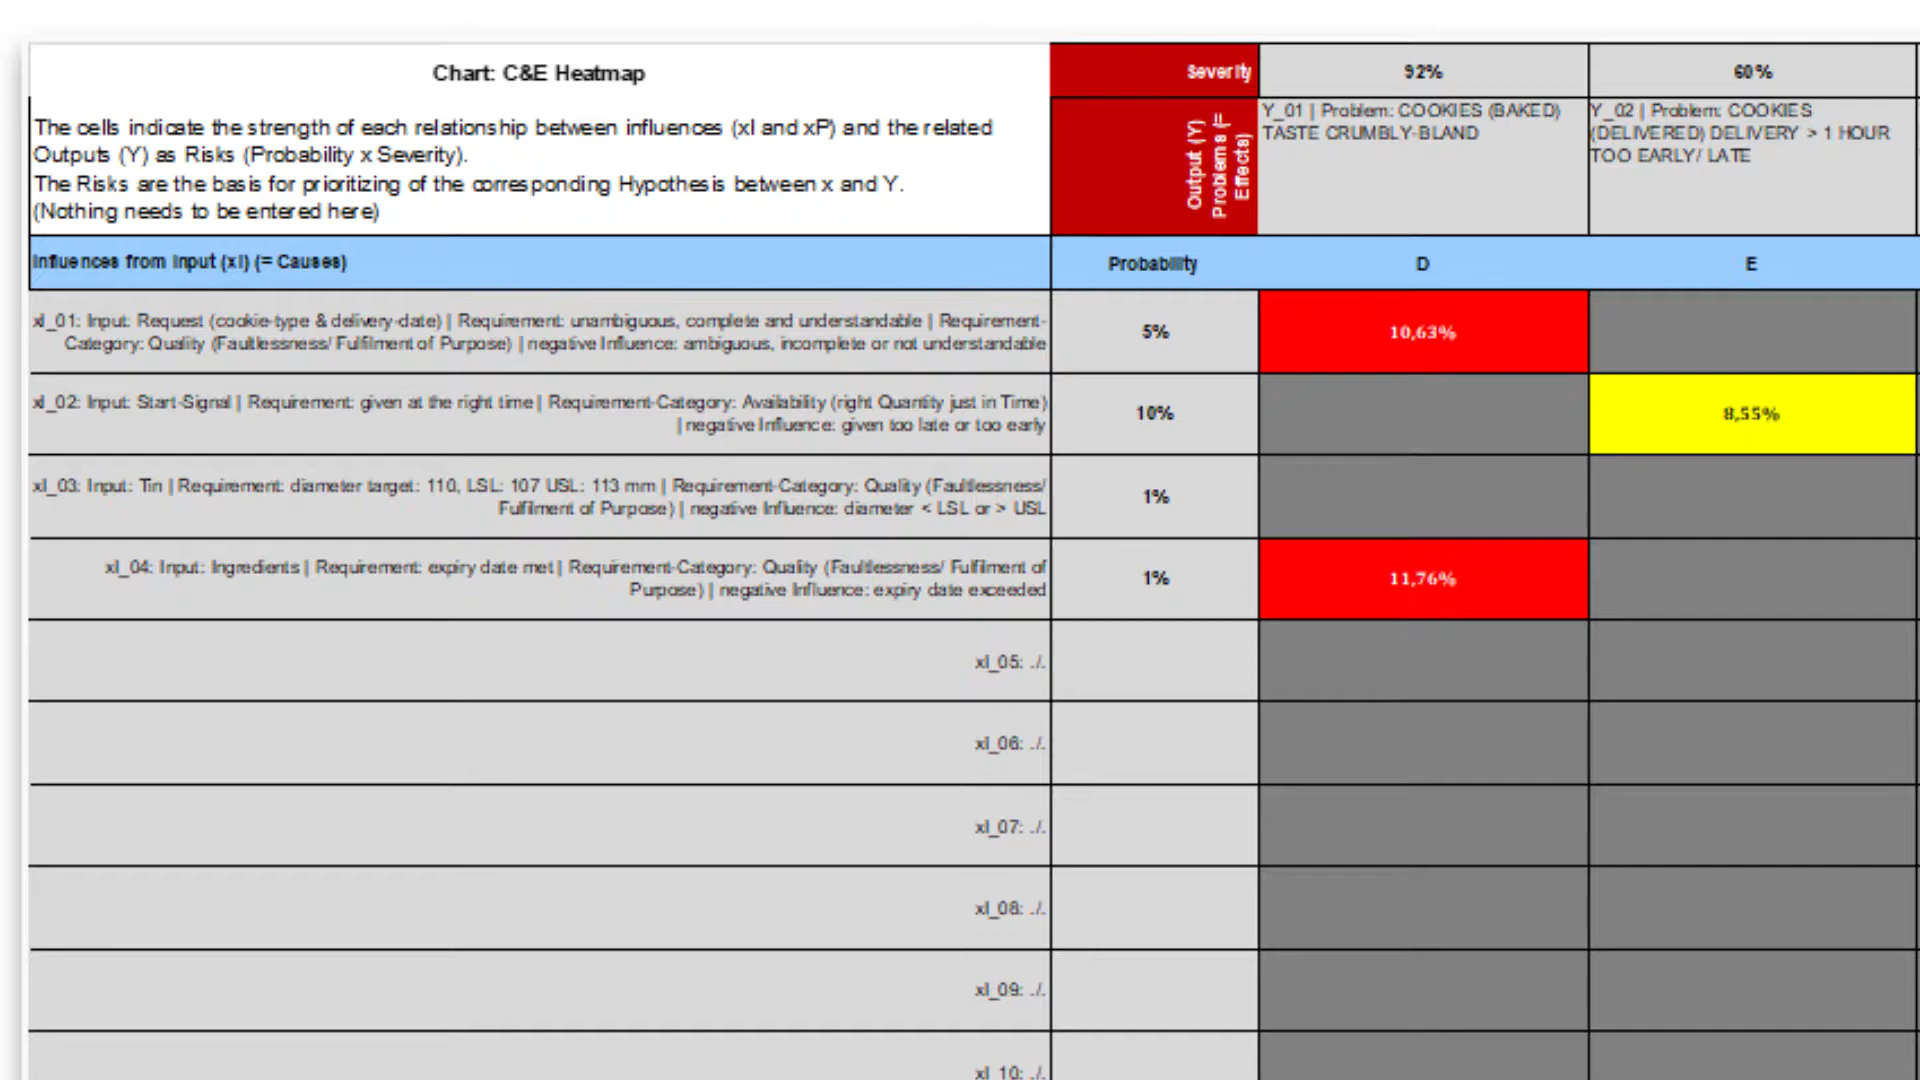 Chart: C&E Heatmap
The cells indicate the strength of each relationship between influences (xI and xP) and the related
Outputs (Y) as Risks (Probability x Severity).
The Risks are the basis for prioritizing of the corresponding Hypothesis between x and Y.
(Nothing needs to be entered here)
Severity
92%
60%
Output (Y)
Problems (=
Effects)
Y_01 | Problem: COOKIES (BAKED)
TASTE CRUMBLY-BLAND
Y_02 | Problem: COOKIES
(DELIVERED) DELIVERY > 1 HOUR
TOO EARLY/ LATE
Influences from Input (xI) (= Causes)
Probability
D
E
xI_01: Input: Request (cookie-type & delivery-date) | Requirement: unambiguous, complete and understandable | Requirement-
Category: Quality (Faultlessness/ Fulfilment of Purpose) | negative Influence: ambiguous, incomplete or not understandable
5%
10,63%
xI_02: Input: Start-Signal | Requirement: given at the right time | Requirement-Category: Availability (right Quantity just in Time)
| negative Influence: given too late or too early
10%
8,55%
xI_03: Input: Tin | Requirement: diameter target: 110, LSL: 107 USL: 113 mm | Requirement-Category: Quality (Faultlessness/
Fulfilment of Purpose) | negative Influence: diameter < LSL or > USL
1%
xI_04: Input: Ingredients | Requirement: expiry date met | Requirement-Category: Quality (Faultlessness/ Fulfilment of
Purpose) | negative Influence: expiry date exceeded
1%
11,76%
xI_05: ./.
xI_06: ./.
xI_07: ./.
xI_08: ./.
xI_09: ./.
xI_10: ./.